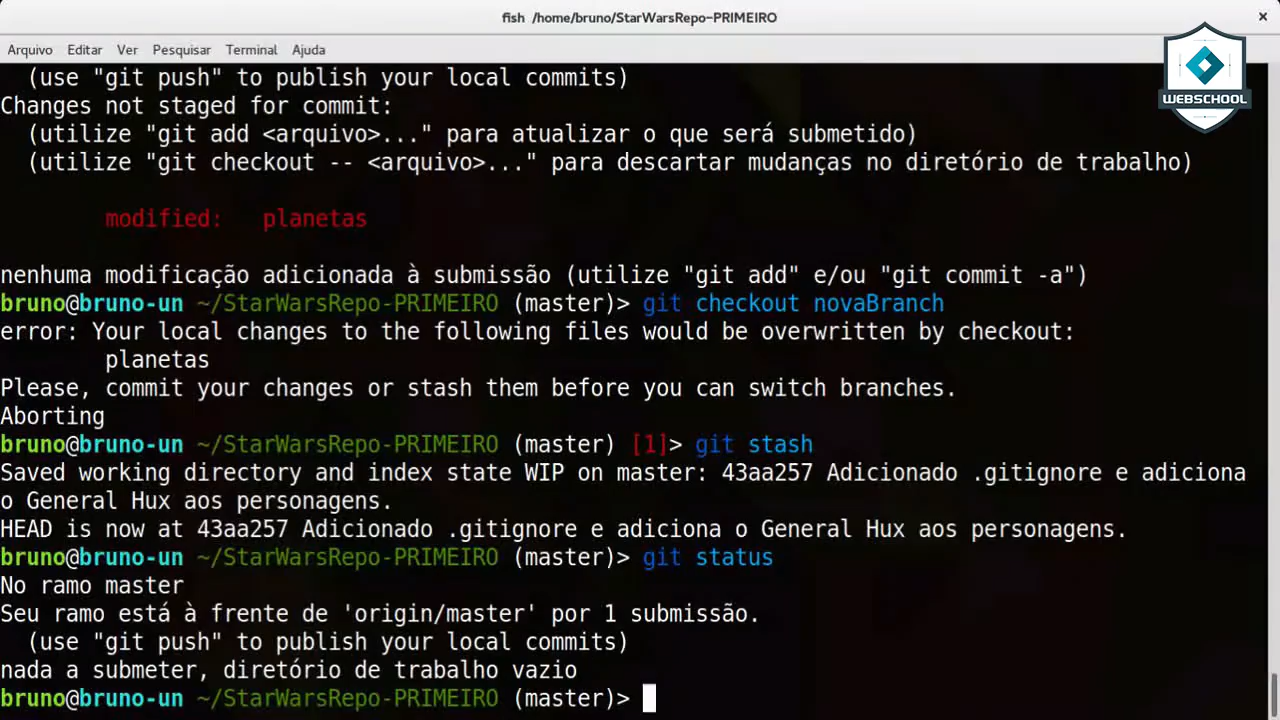 fish /home/bruno/StarWarsRepo-PRIMEIRO
Arquivo Editar Ver Pesquisar Terminal Ajuda
WEBSCHOOL
(use "git push" to publish your local commits)
Changes not staged for commit:
(utilize "git add <arquivo>..." para atualizar o que será submetido)
(utilize "git checkout -- <arquivo>..." para descartar mudanças no diretório de trabalho)
modified: planetas
nenhuma modificação adicionada à submissão (utilize "git add" e/ou "git commit -a")
bruno@bruno-un ~/StarWarsRepo-PRIMEIRO (master)> git checkout novaBranch
error: Your local changes to the following files would be overwritten by checkout:
planetas
Please, commit your changes or stash them before you can switch branches.
Aborting
bruno@bruno-un ~/StarWarsRepo-PRIMEIRO (master) [1]> git stash
Saved working directory and index state WIP on master: 43aa257 Adicionado .gitignore e adiciona
o General Hux aos personagens.
HEAD is now at 43aa257 Adicionado .gitignore e adiciona o General Hux aos personagens.
bruno@bruno-un ~/StarWarsRepo-PRIMEIRO (master)> git status
No ramo master
Seu ramo está à frente de 'origin/master' por 1 submissão.
(use "git push" to publish your local commits)
nada a submeter, diretório de trabalho vazio
bruno@bruno-un ~/StarWarsRepo-PRIMEIRO (master)>